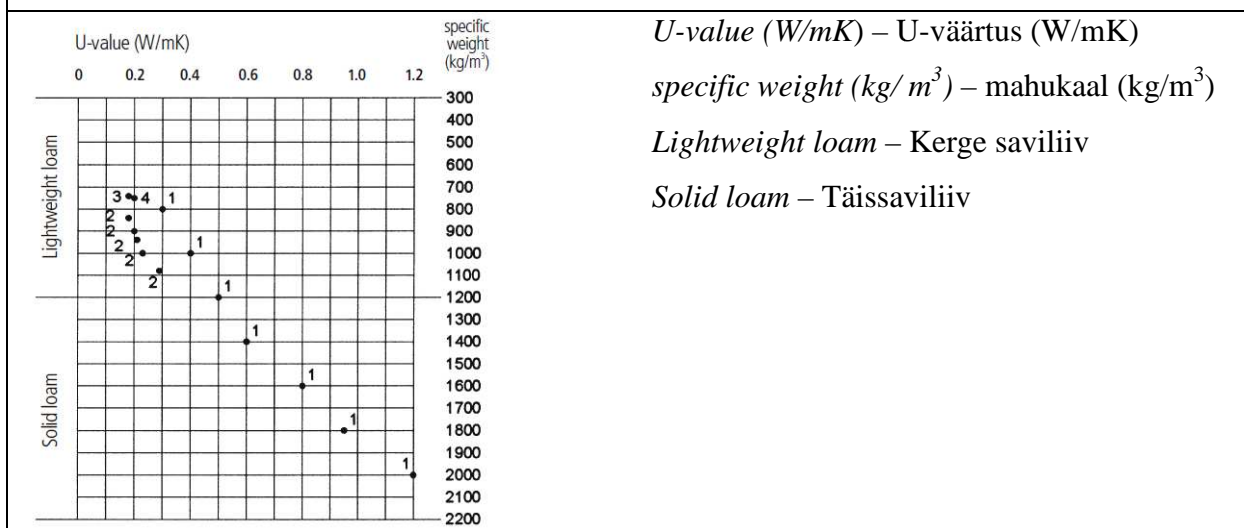 U-value (W/mK)
specific
weight
(kg/m³)
0 0.2 0.4 0.6 0.8 1.0 1.2
300
400
500
600
700
800
900
1000
1100
1200
1300
1400
1500
1600
1700
1800
1900
2000
2100
2200
Lightweight loam
Solid loam
3 4 1
2
2
2 1
2
2
1
1
1
1
1
U-value (W/mK) – U-väärtus (W/mK)
specific weight (kg/ m³) – mahukaal (kg/m³)
Lightweight loam – Kerge saviliiv
Solid loam – Täissaviliiv